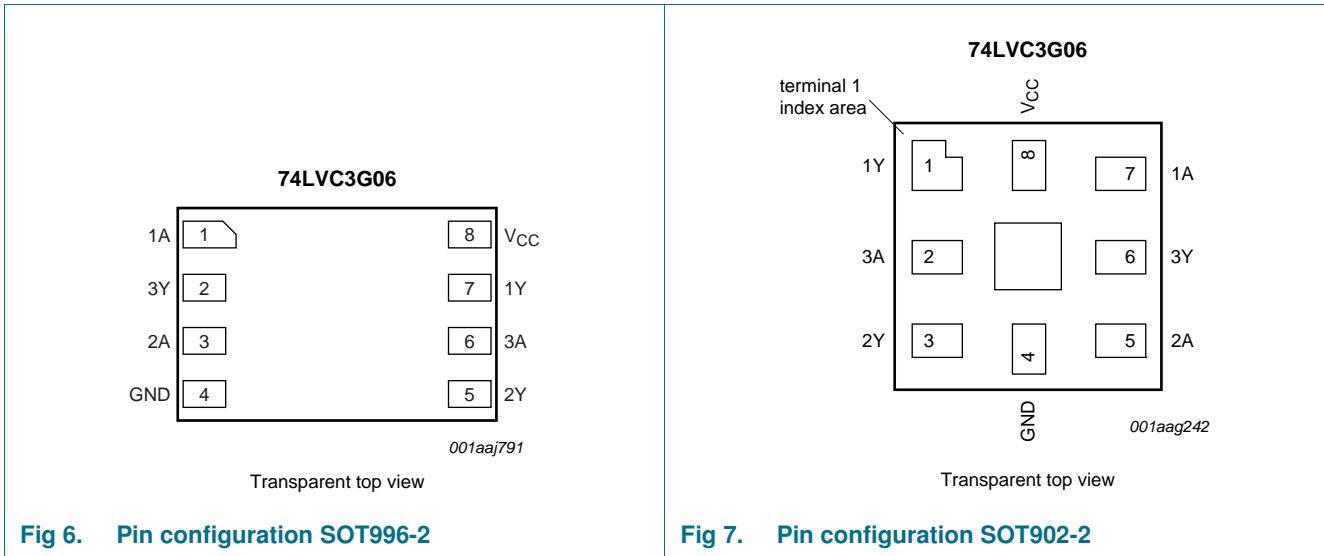 74LVC3G06
1A 1 8 VCC
3Y 2 7 1Y
2A 3 6 3A
GND 4 5 2Y
001aaj791
Transparent top view
Fig 6. Pin configuration SOT996-2
74LVC3G06
terminal 1
index area
VCC
1Y 1 8 7 1A
3A 2 6 3Y
2Y 3 4 5 2A
GND
001aag242
Transparent top view
Fig 7. Pin configuration SOT902-2